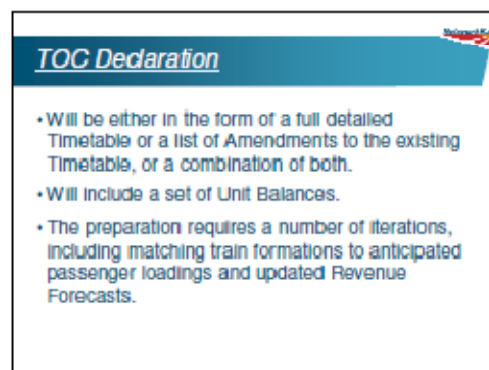 TOC Declaration
• Will be either in the form of a full detailed
Timetable or a list of Amendments to the existing
Timetable, or a combination of both.
• Will include a set of Unit Balances.
• The preparation requires a number of iterations,
including matching train formations to anticipated
passenger loadings and updated Revenue
Forecasts.